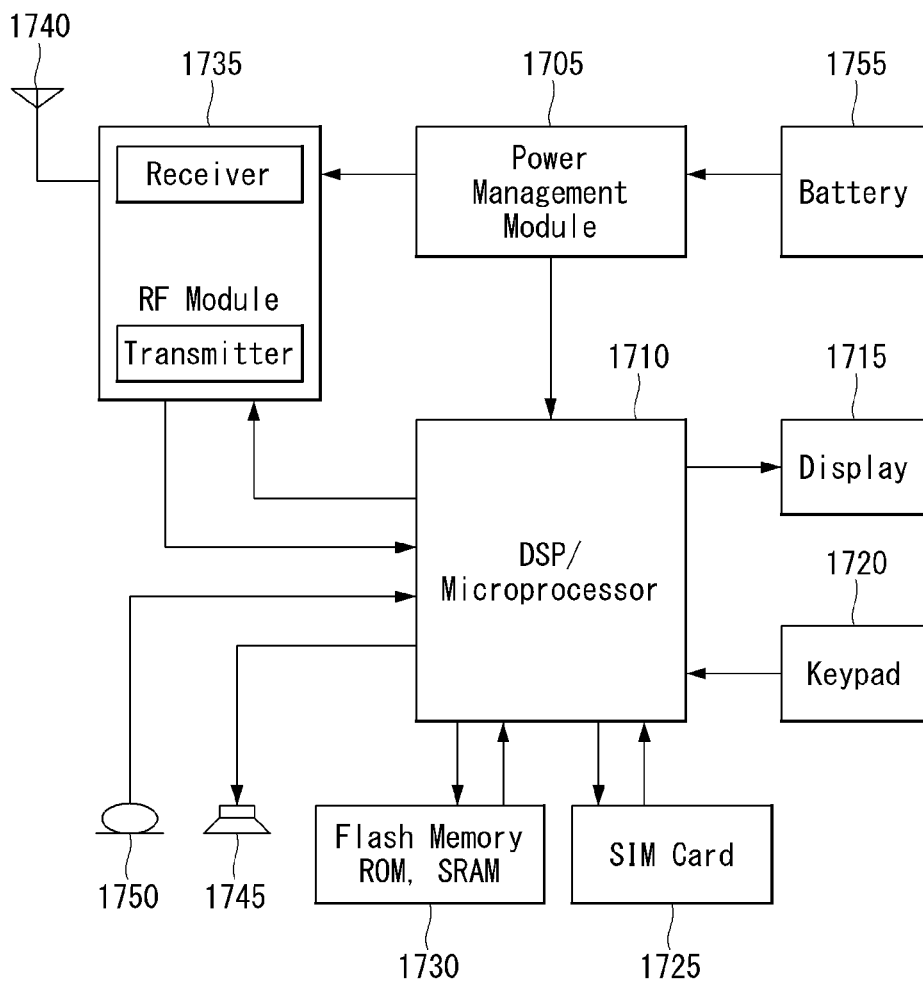 1740
1735
1705
1755
Receiver
RF Module
Transmitter
Power
Management
Module
Battery
1710
1715
DSP/
Microprocessor
Display
1720
Keypad
Flash Memory
ROM, SRAM
SIM Card
1750
1745
1730
1725